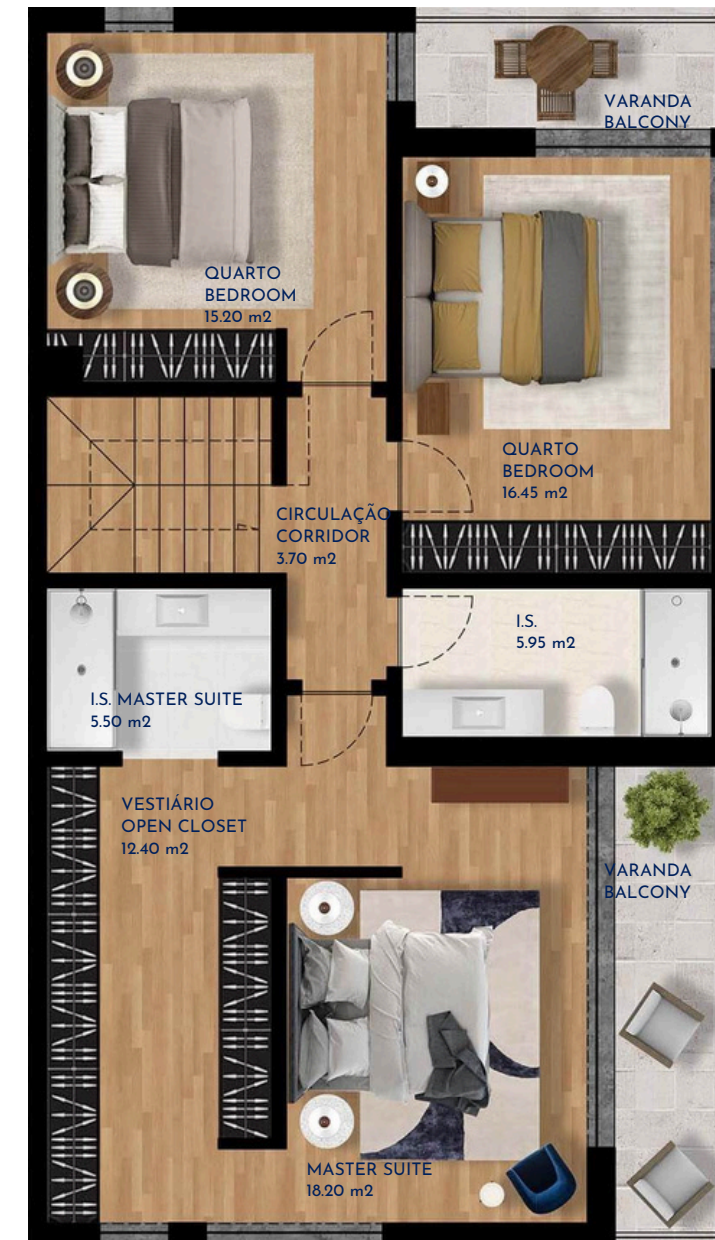 VARANDA
BALCONY
QUARTO
BEDROOM
15.20 m2
QUARTO
BEDROOM
16.45 m2
CIRCULAÇÃO
CORRIDOR
3.70 m2
I.S.
5.95 m2
I.S. MASTER SUITE
5.50 m2
VESTIÁRIO
OPEN CLOSET
12.40 m2
VARANDA
BALCONY
MASTER SUITE
18.20 m2